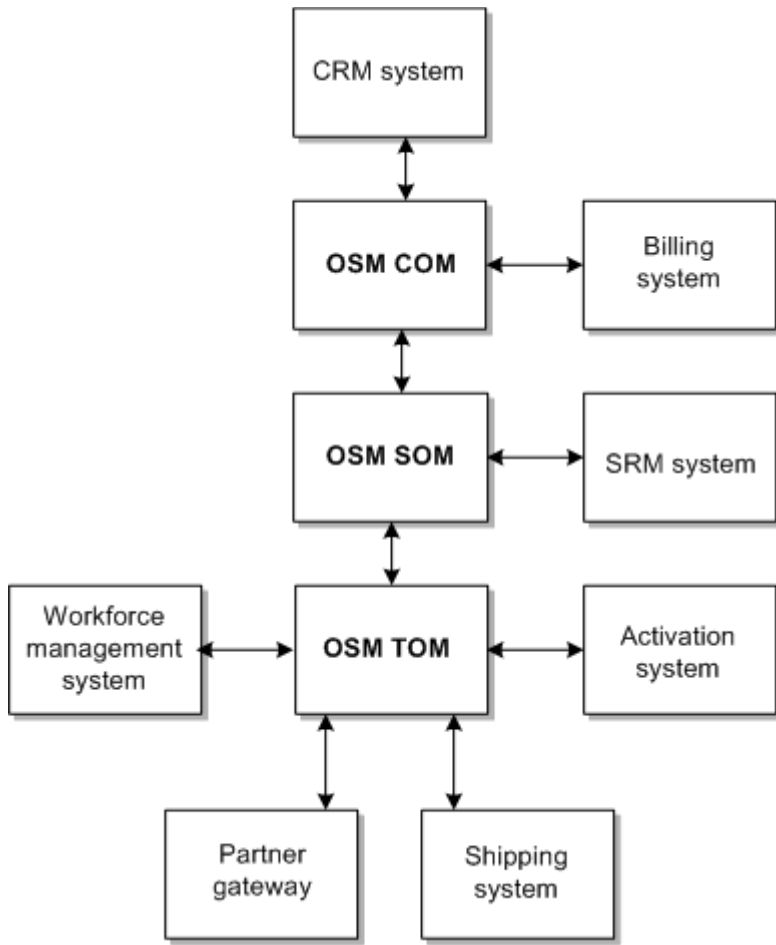 CRM system
OSM COM
Billing
system
OSM SOM
SRM system
Workforce
management
system
OSM TOM
Activation
system
Partner
gateway
Shipping
system